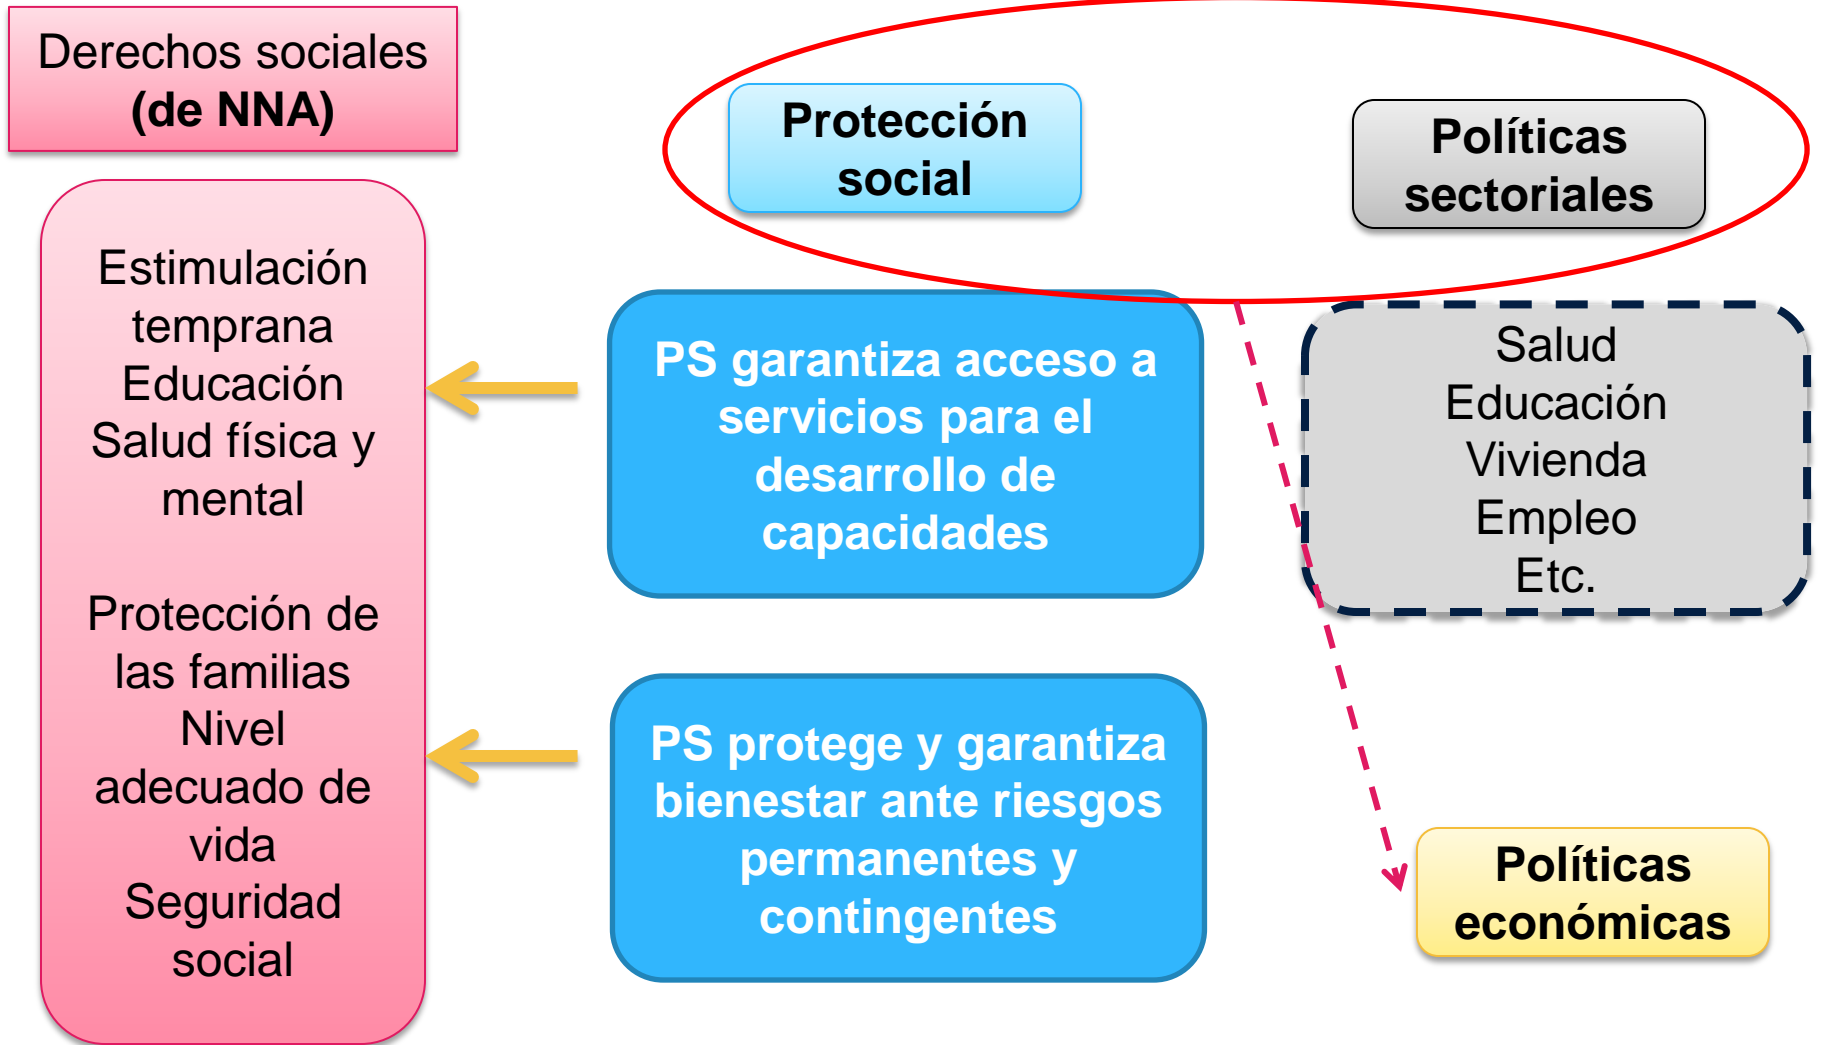 Derechos sociales
(de NNA)
Estimulación
temprana
Educación
Salud física y
mental
Protección de
las familias
Nivel
adecuado de
vida
Seguridad
social
Protección
social
PS garantiza acceso a
servicios para el
desarrollo de
capacidades
PS protege y garantiza
bienestar ante riesgos
permanentes y
contingentes
Políticas
sectoriales
Salud
Educación
Vivienda
Empleo
Etc.
Políticas
económicas